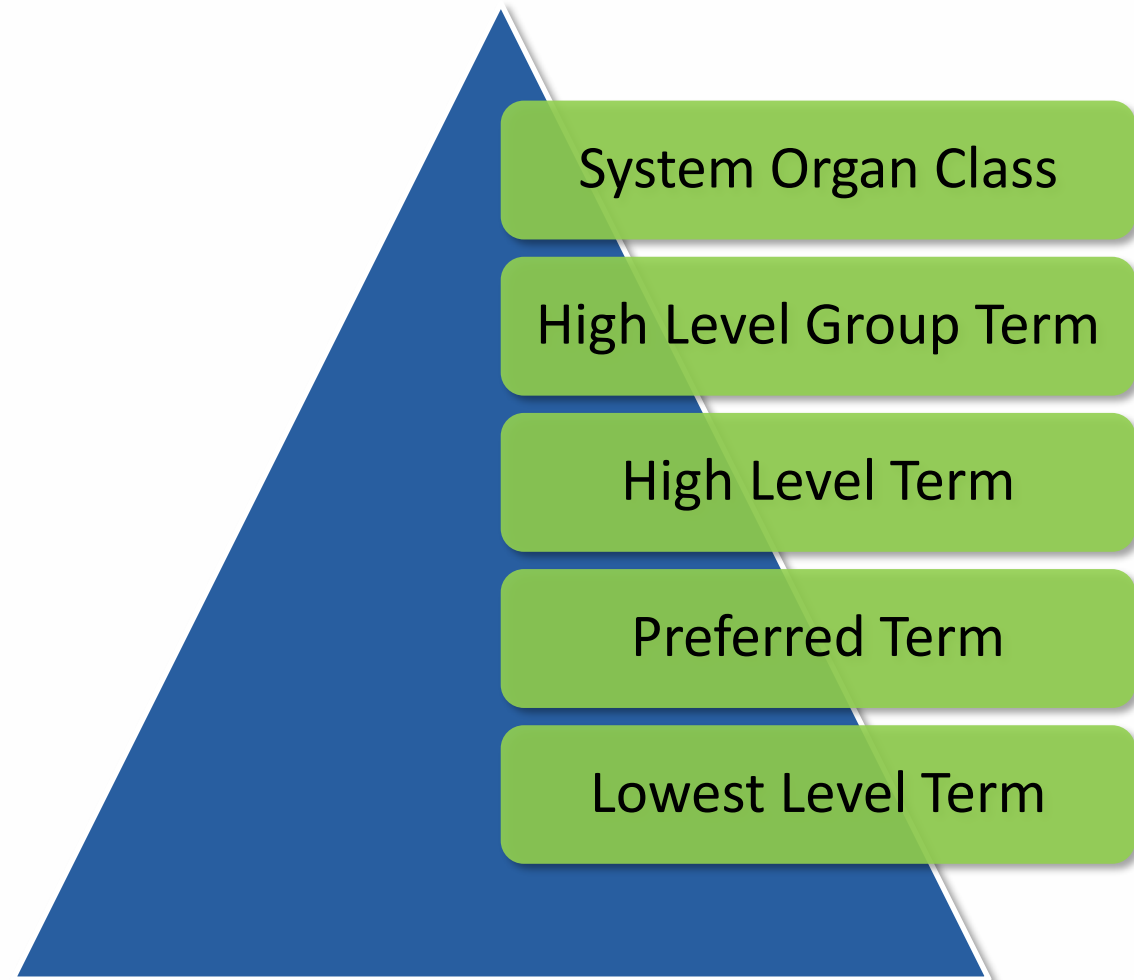 System Organ Class
High Level Group Term
High Level Term
Preferred Term
Lowest Level Term